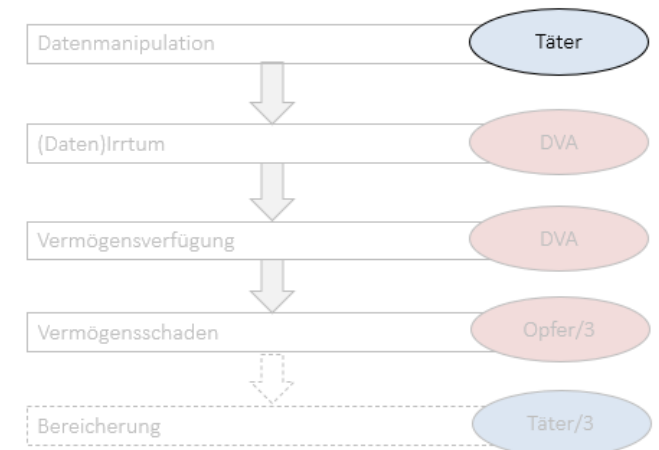 Datenmanipulation Täter
(Daten)Irrtum DVA
Vermögensverfügung DVA
Vermögensschaden Opfer/3
Bereicherung Täter/3